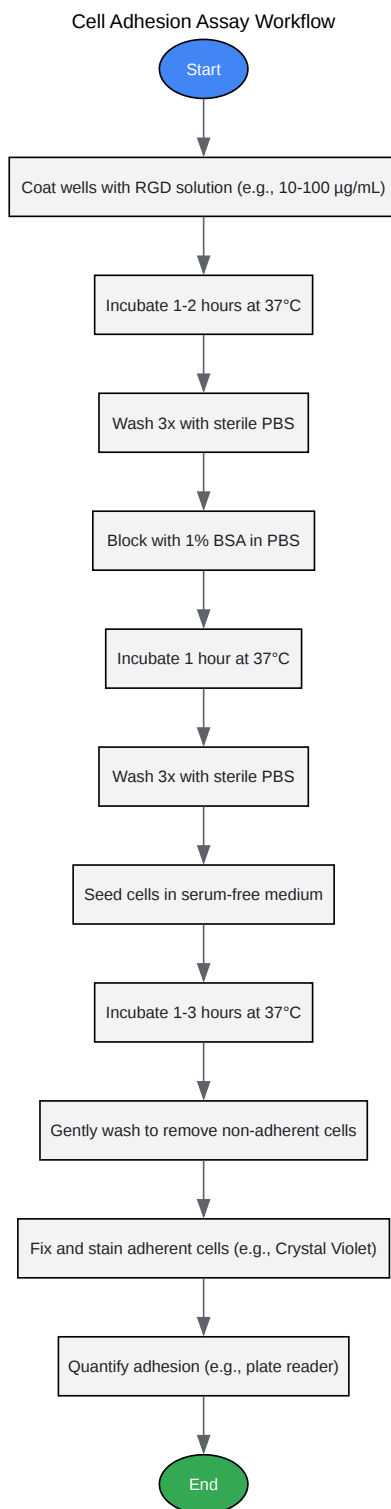 Cell Adhesion Assay Workflow
Start
Coat wells with RGD solution (e.g., 10-100 µg/mL)
Incubate 1-2 hours at 37°C
Wash 3x with sterile PBS
Block with 1% BSA in PBS
Incubate 1 hour at 37°C
Wash 3x with sterile PBS
Seed cells in serum-free medium
Incubate 1-3 hours at 37°C
Gently wash to remove non-adherent cells
Fix and stain adherent cells (e.g., Crystal Violet)
Quantify adhesion (e.g., plate reader)
End